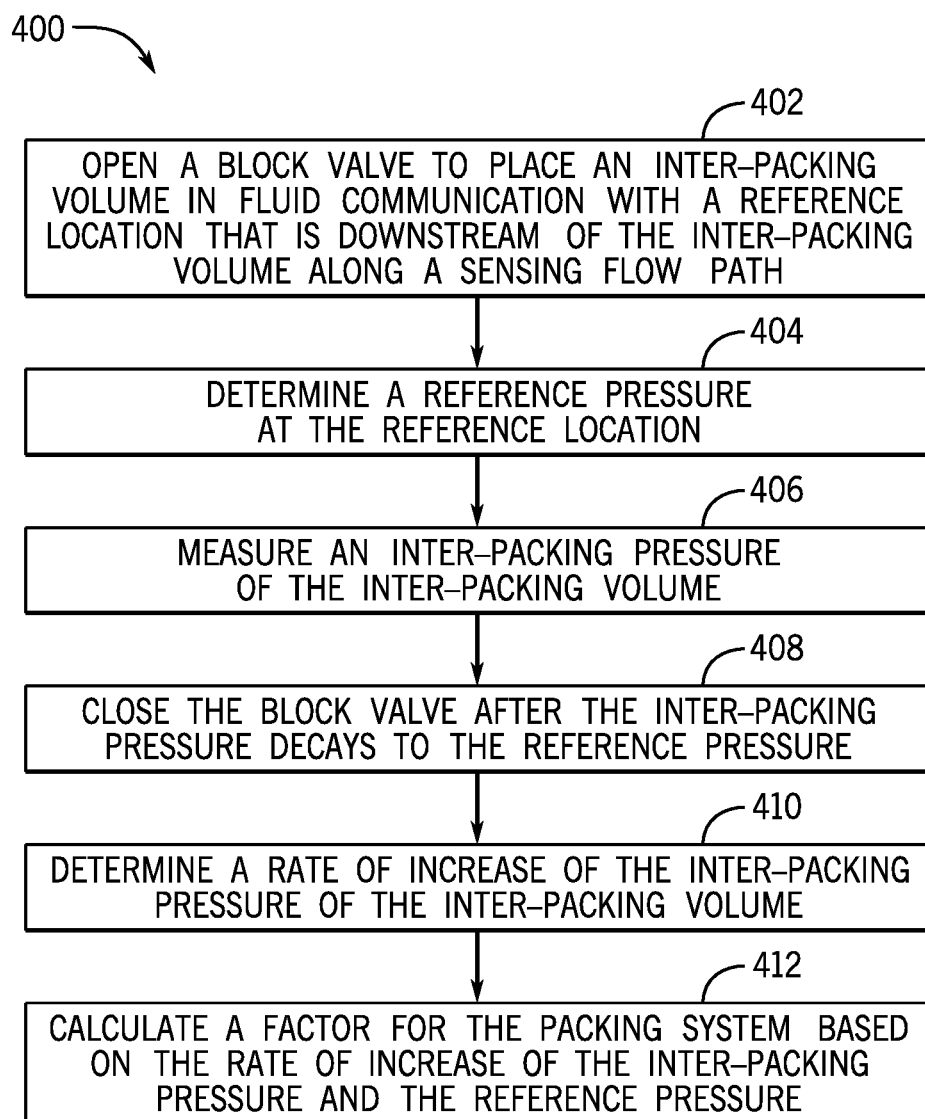 400
402
OPEN A BLOCK VALVE TO PLACE AN INTER–PACKING
VOLUME IN FLUID COMMUNICATION WITH A REFERENCE
LOCATION THAT IS DOWNSTREAM OF THE INTER–PACKING
VOLUME ALONG A SENSING FLOW PATH
404
DETERMINE A REFERENCE PRESSURE
AT THE REFERENCE LOCATION
406
MEASURE AN INTER–PACKING PRESSURE
OF THE INTER–PACKING VOLUME
408
CLOSE THE BLOCK VALVE AFTER THE INTER–PACKING
PRESSURE DECAYS TO THE REFERENCE PRESSURE
410
DETERMINE A RATE OF INCREASE OF THE INTER–PACKING
PRESSURE OF THE INTER–PACKING VOLUME
412
CALCULATE A FACTOR FOR THE PACKING SYSTEM BASED
ON THE RATE OF INCREASE OF THE INTER–PACKING
PRESSURE AND THE REFERENCE PRESSURE